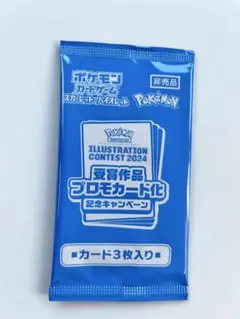 ポケモン
カードゲーム
スカーレット&バイオレット
非売品
Pokémon
Pokémon
ILLUSTRATION
CONTEST 2024
受賞作品
プロモカード化
記念キャンペーン
■カード3枚入り■